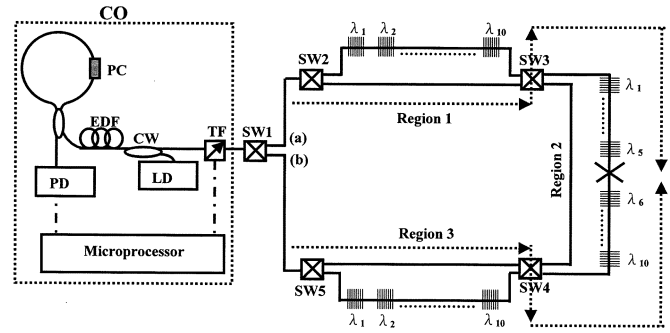 CO
PC
EDF
CW
TF
SW1
(a)
(b)
PD
LD
Microprocessor
λ1 λ2 λ10
SW2
SW3
Region 1
λ1
λ5
Region 2
λ6
λ10
Region 3
SW5
SW4
λ1 λ2 λ10